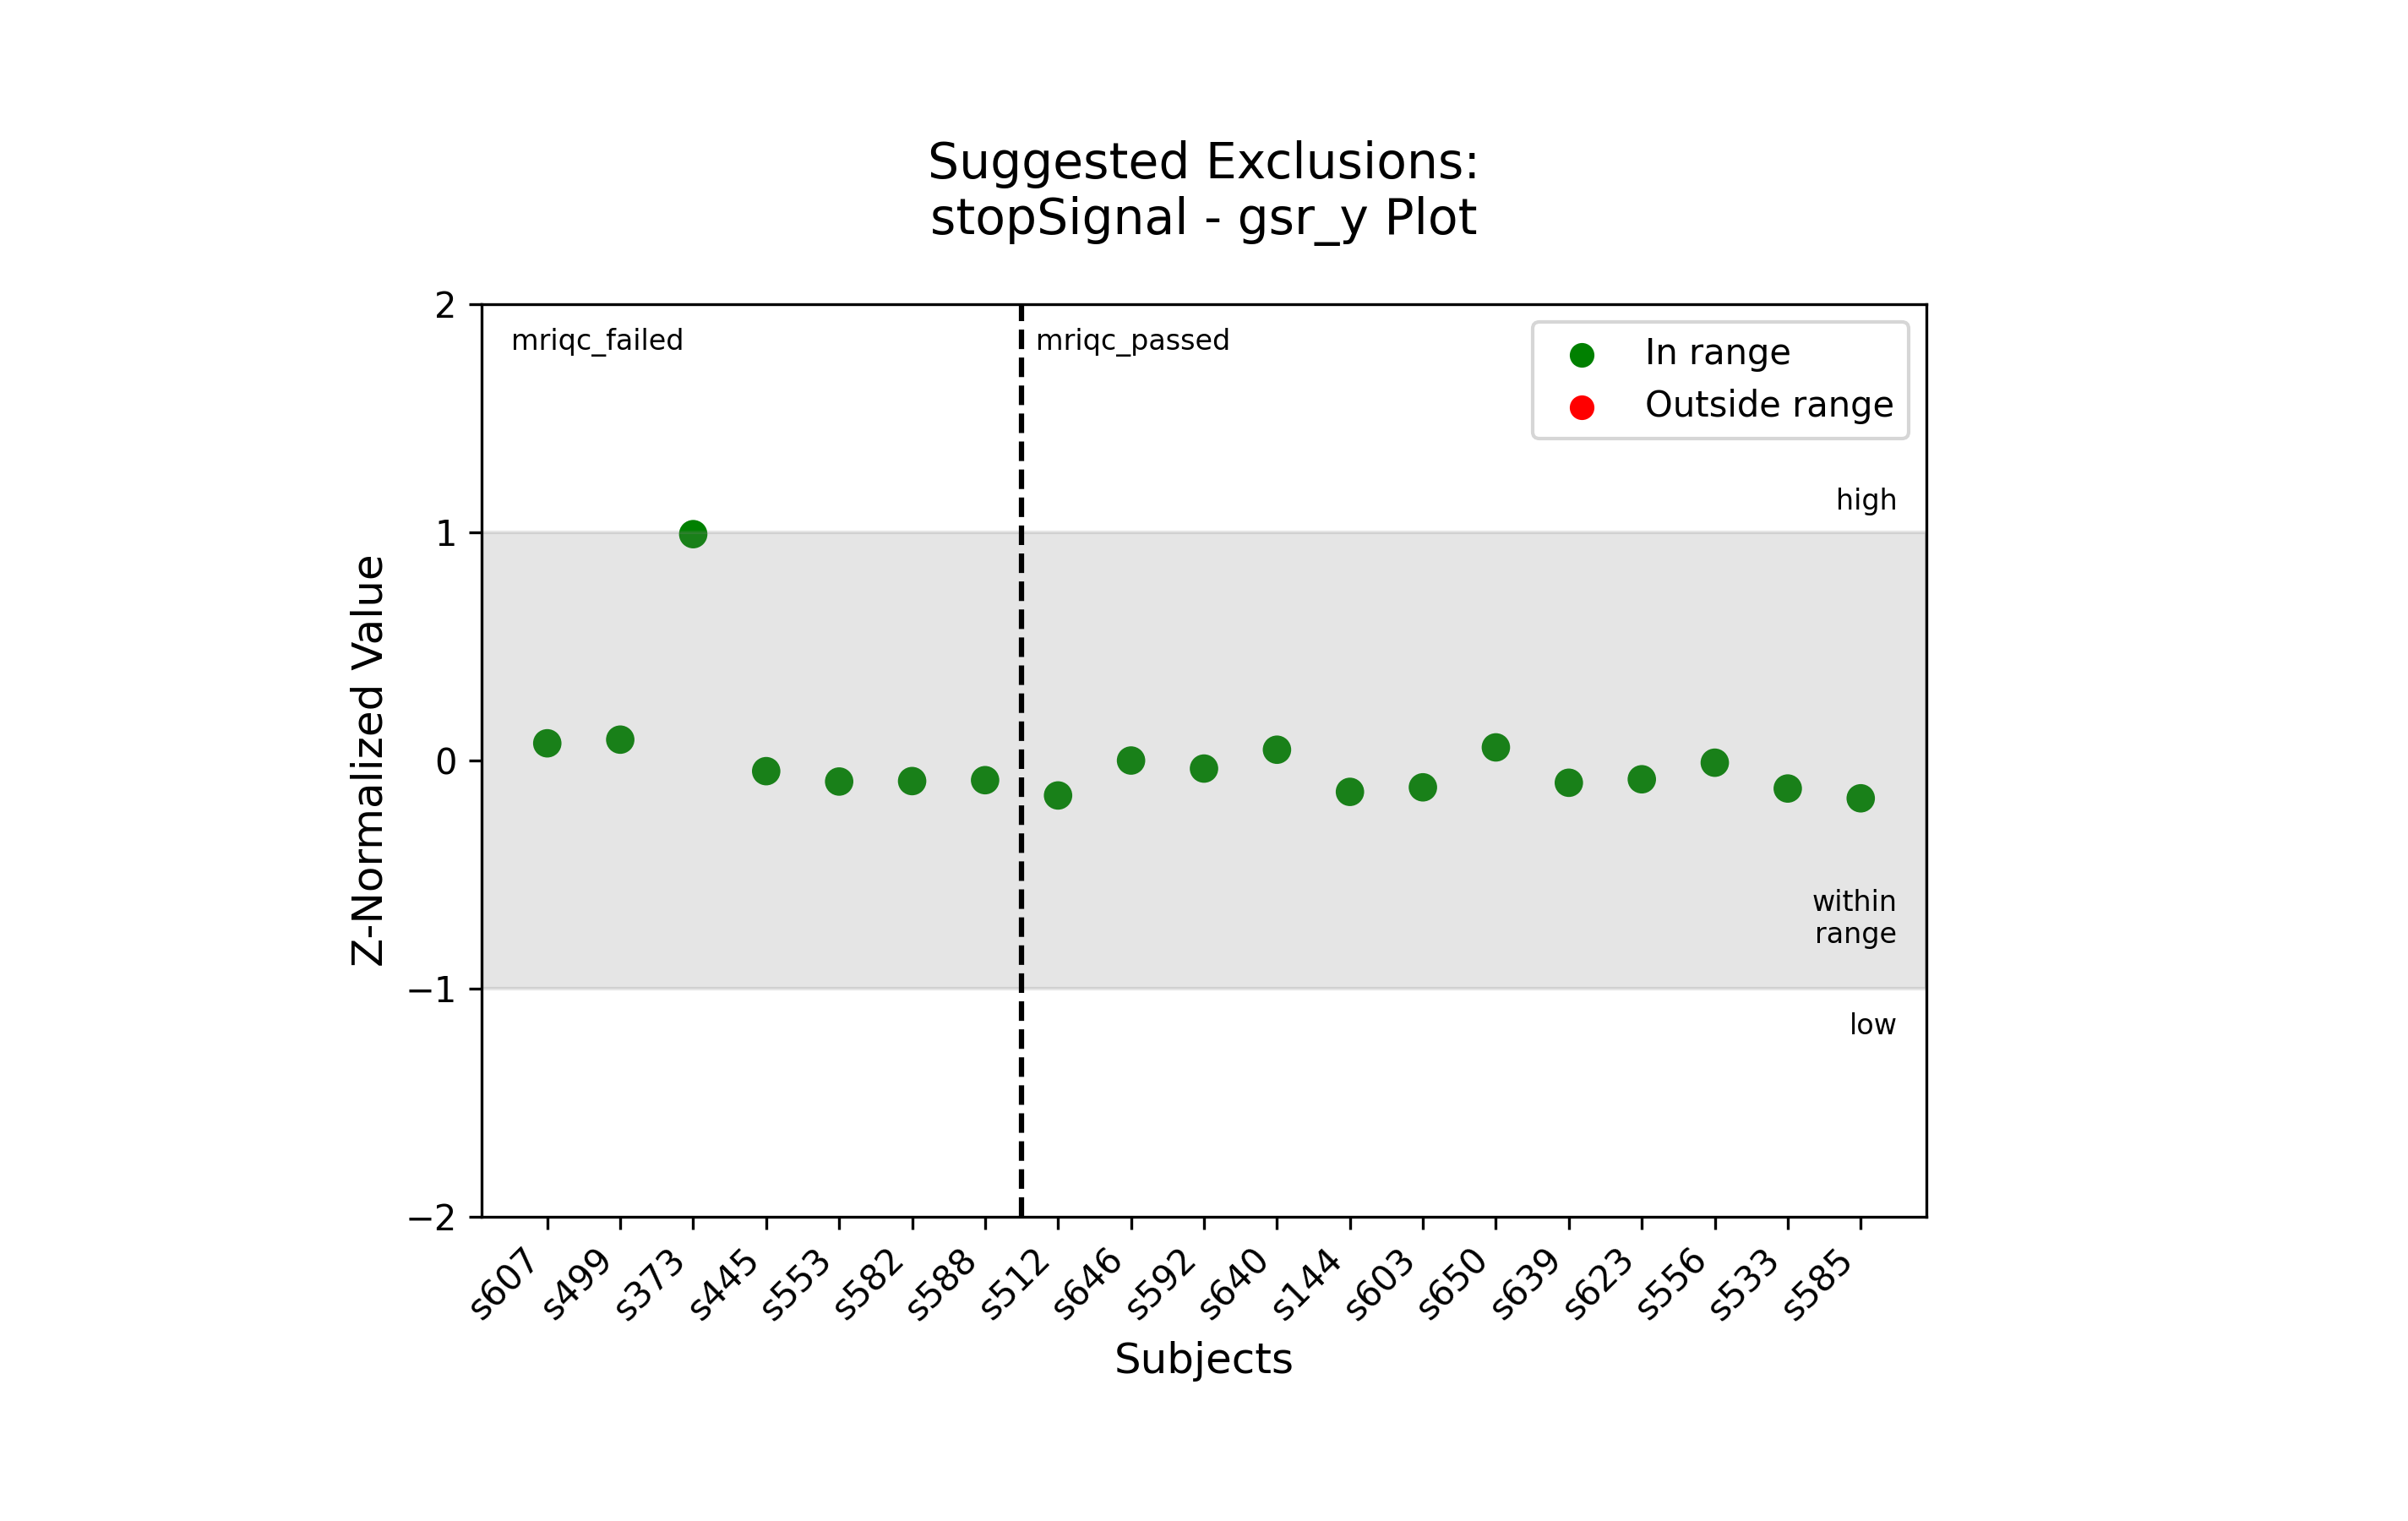 Suggested Exclusions:
stopSignal - gsr_y Plot
2
mriqc_failed
mriqc_passed
In range
Outside range
high
1
Z-Normalized Value
0
within
range
−1
low
−2
s607
s499
s373
s445
s553
s582
s588
s512
s646
s592
s640
s144
s603
s650
s639
s623
s556
s533
s585
Subjects